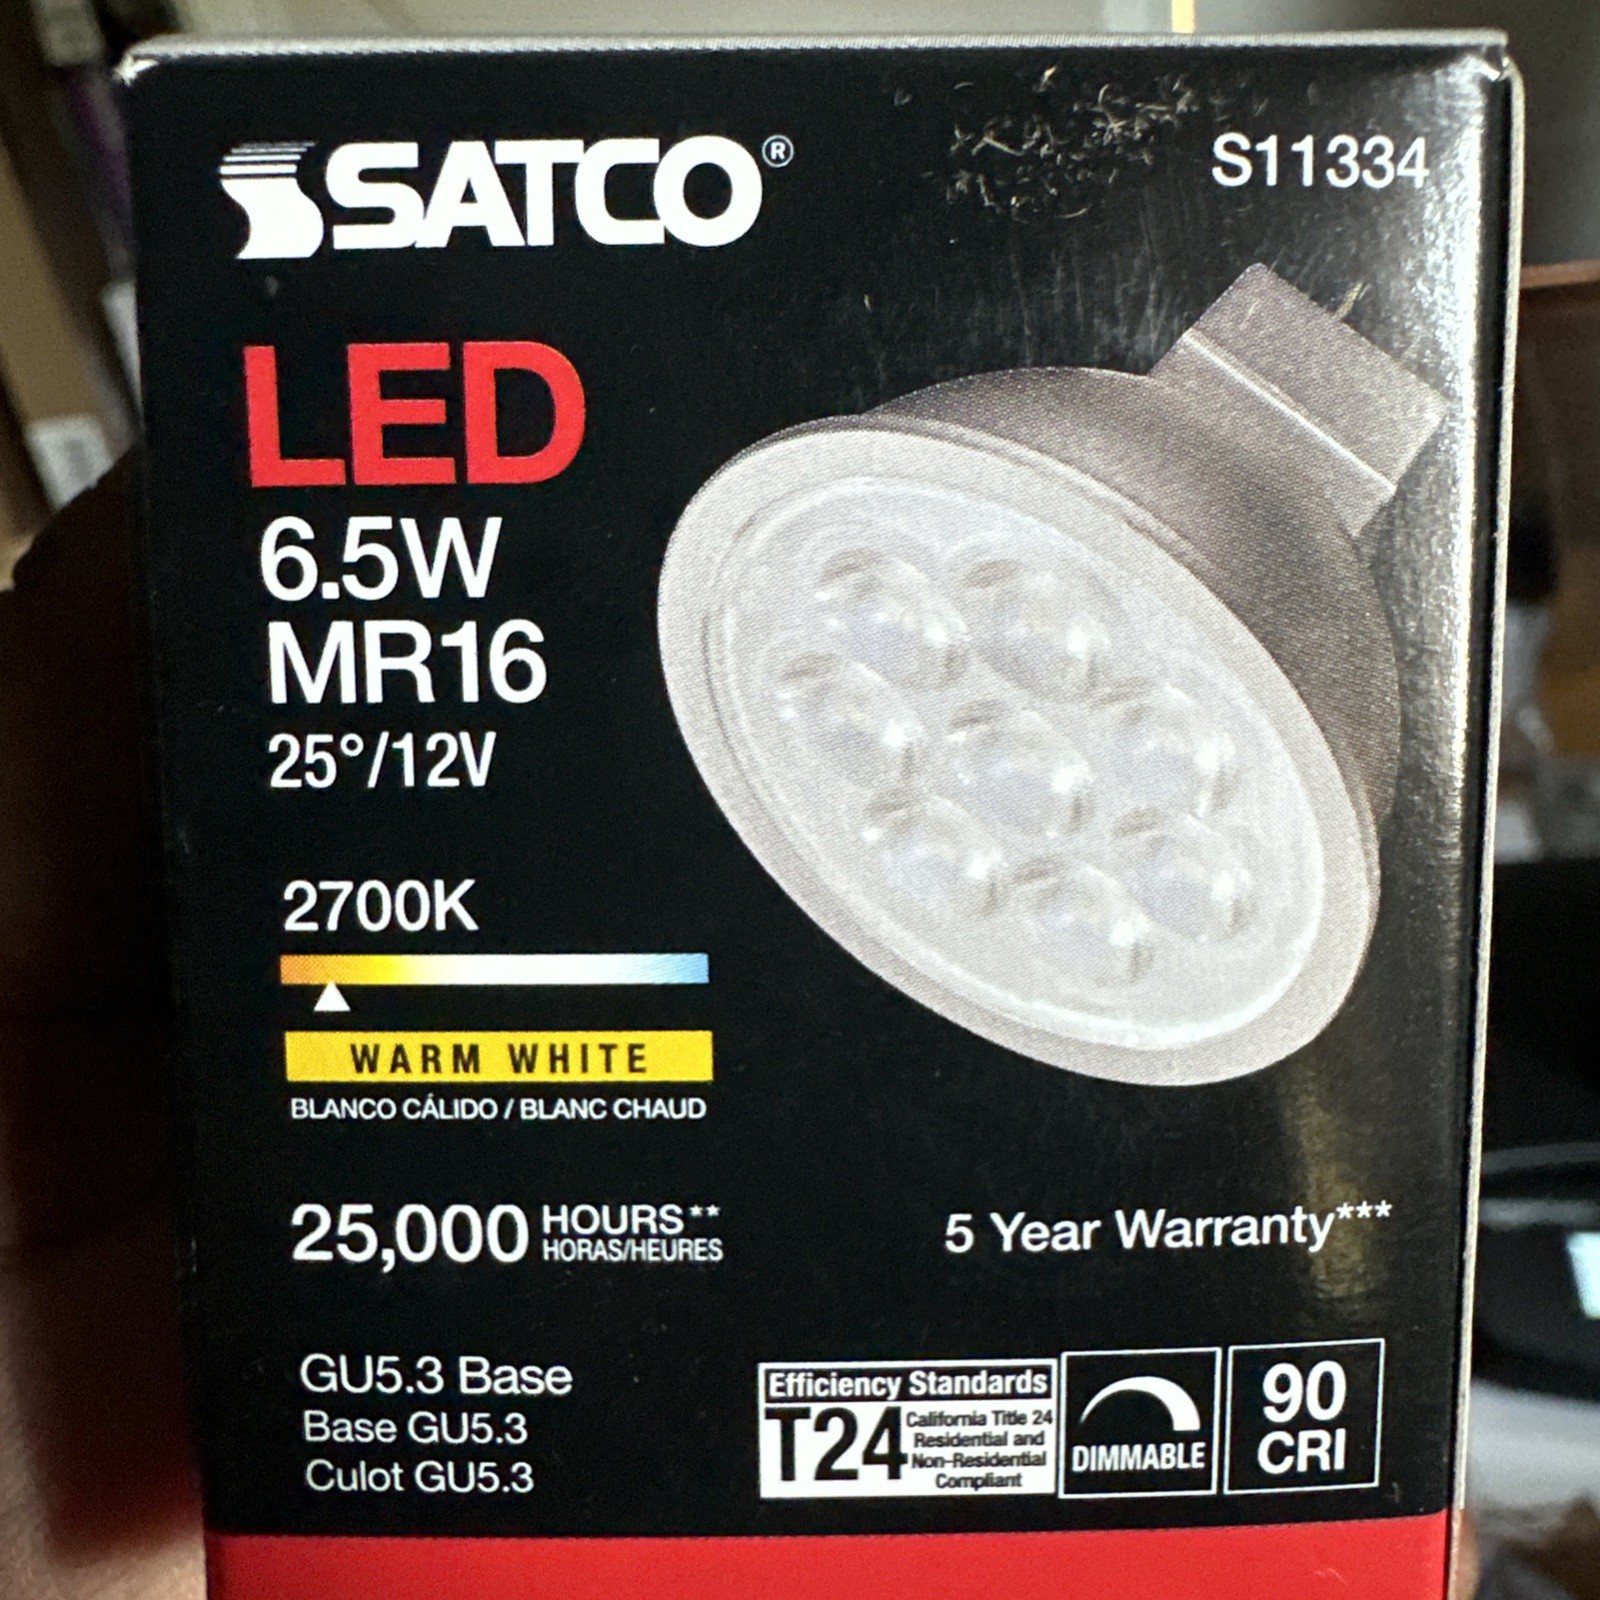 SATCO®
S11334
LED
6.5W
MR16
25°/12V
2700K
WARM WHITE
BLANCO CÁLIDO / BLANC CHAUD
25,000 HOURS**
HORAS/HEURES
5 Year Warranty***
GU5.3 Base
Base GU5.3
Culot GU5.3
Efficiency Standards
T24
California Title 24
Residential and
Non-Residential
Compliant
DIMMABLE
90
CRI